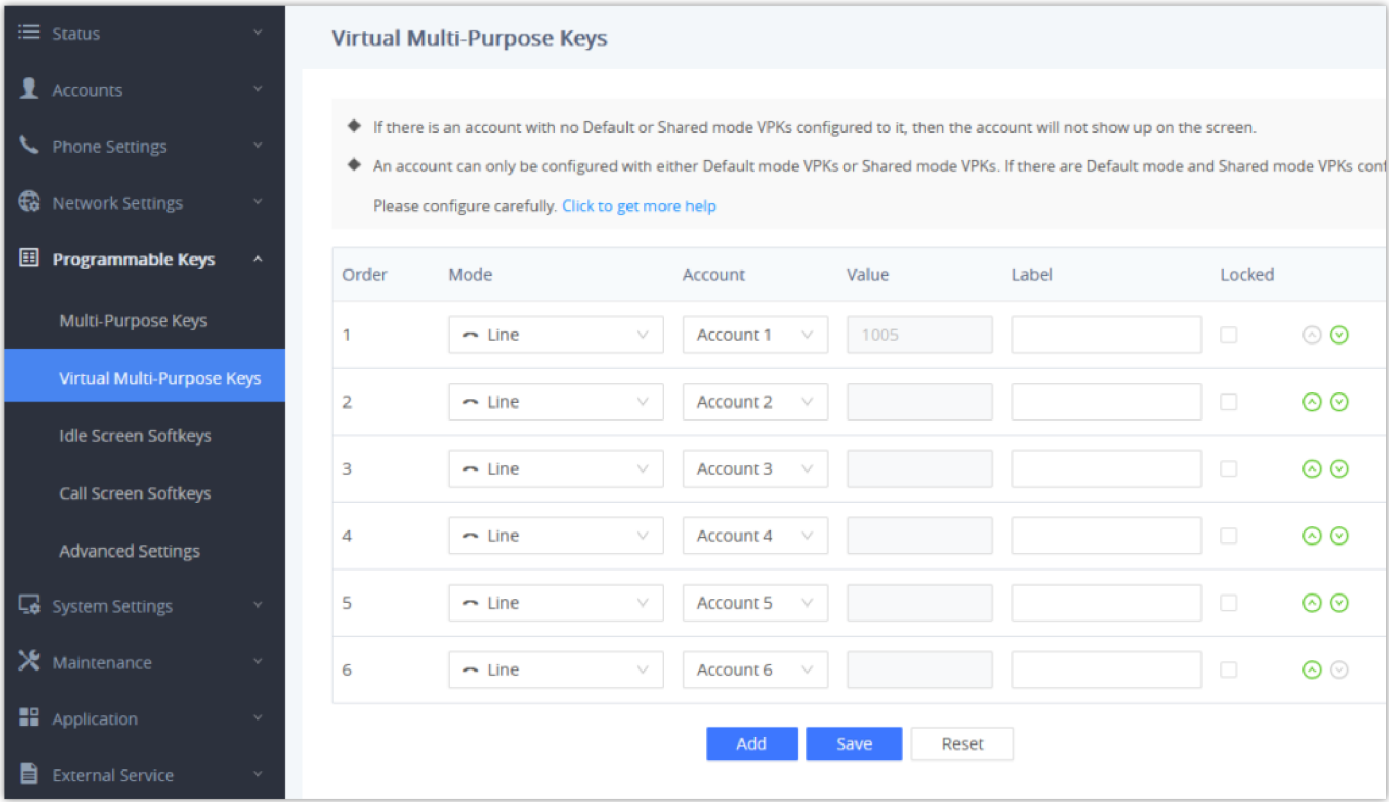 Status
Accounts
Phone Settings
Network Settings
Programmable Keys
Multi-Purpose Keys
Virtual Multi-Purpose Keys
Idle Screen Softkeys
Call Screen Softkeys
Advanced Settings
System Settings
Maintenance
Application
External Service
Virtual Multi-Purpose Keys
If there is an account with no Default or Shared mode VPKs configured to it, then the account will not show up on the screen.
An account can only be configured with either Default mode VPKs or Shared mode VPKs. If there are Default mode and Shared mode VPKs conf
Please configure carefully. Click to get more help
Order Mode Account Value Label Locked
1 Line Account 1 1005
2 Line Account 2
3 Line Account 3
4 Line Account 4
5 Line Account 5
6 Line Account 6
Add Save Reset